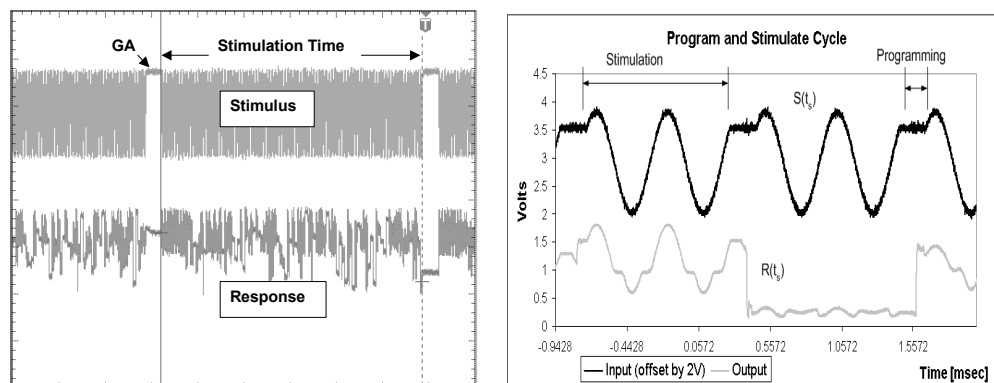 T
GA
Stimulation Time
Stimulus
Response
Program and Stimulate Cycle
Stimulation
Programming
S(ts)
R(ts)
Volts
4.5
4
3.5
3
2.5
2
1.5
1
0.5
0
-0.9428 -0.4428 0.0572 0.5572 1.0572 1.5572
Input (offset by 2V) Output
Time [msec]